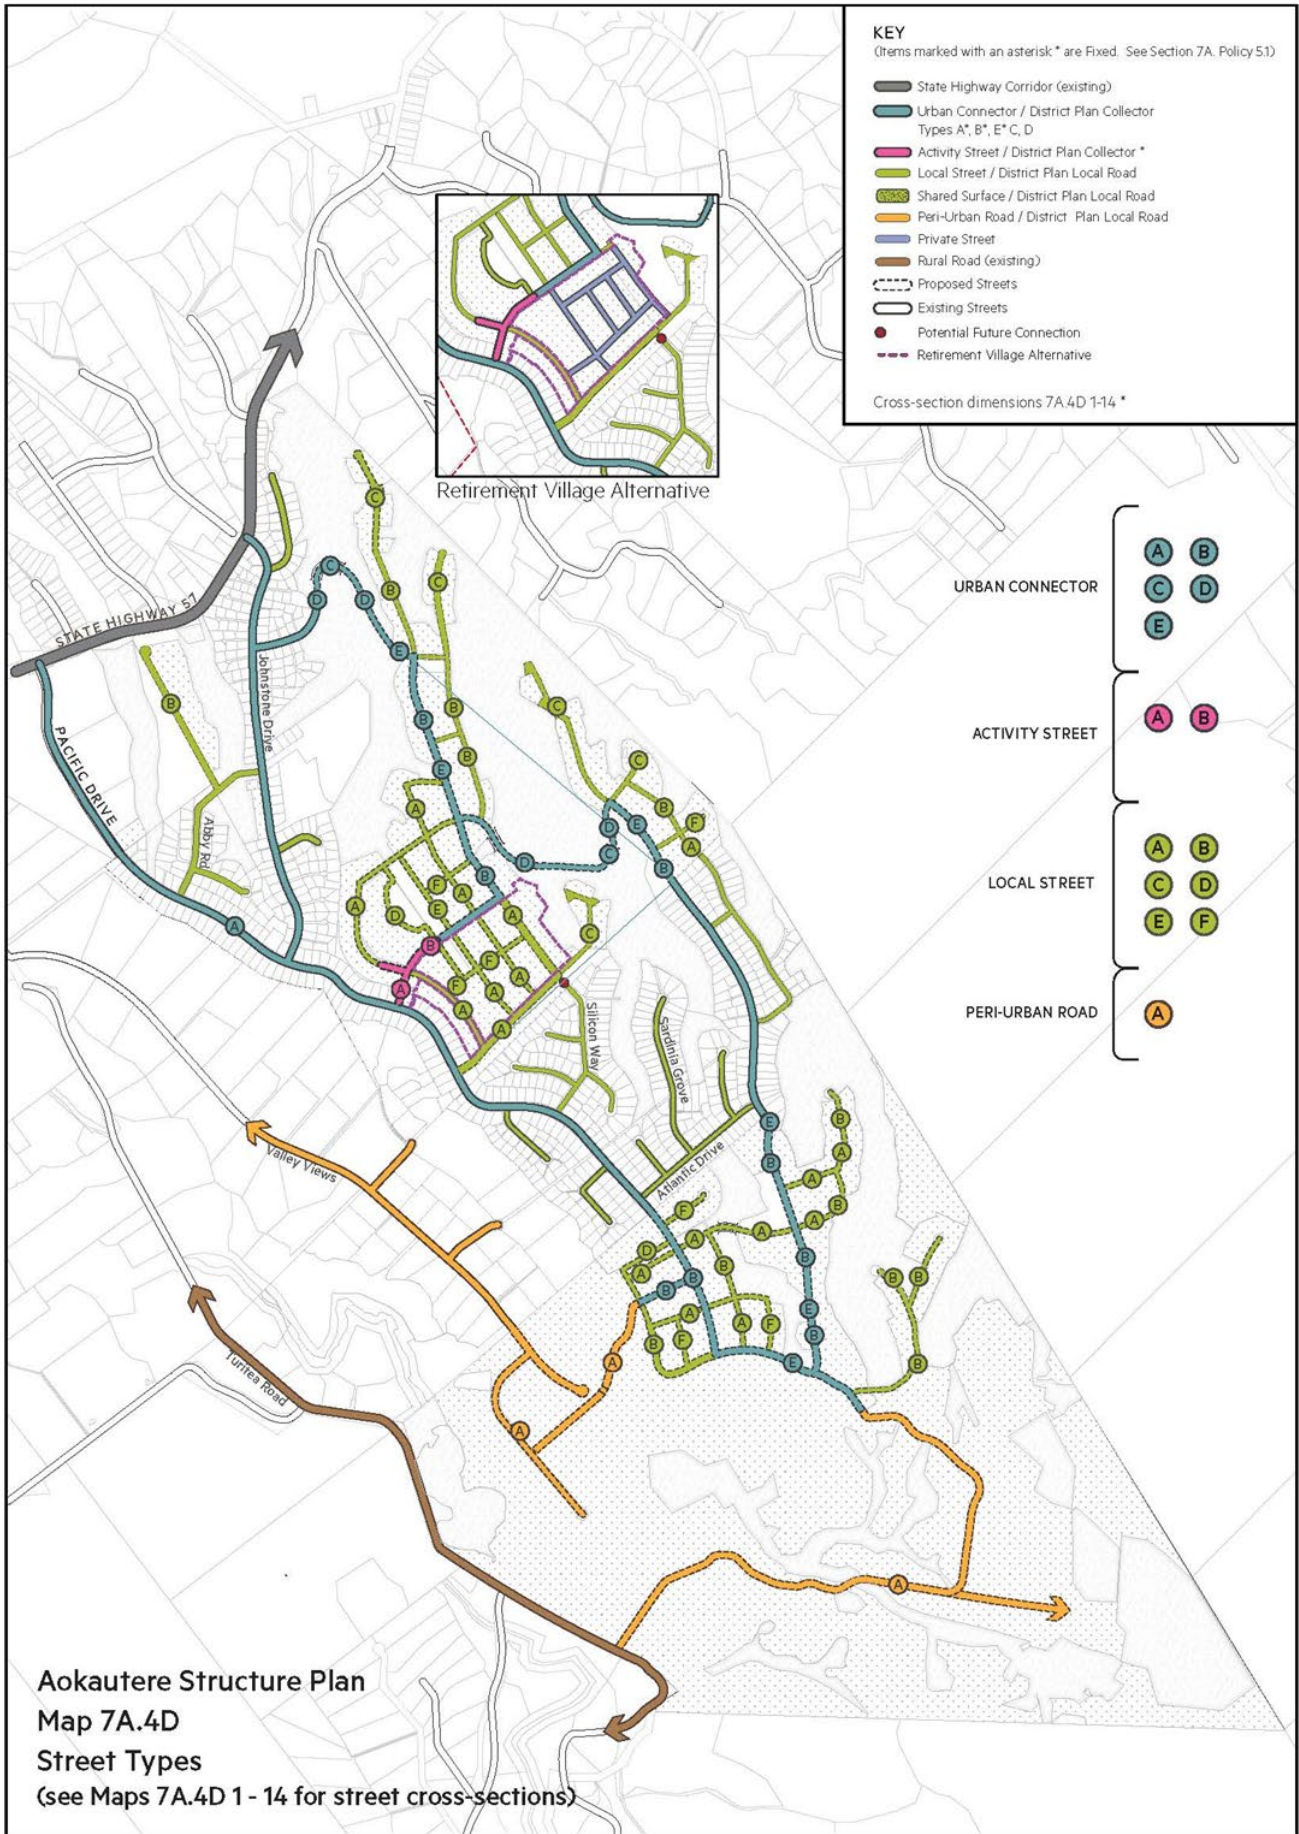 KEY
(Items marked with an asterisk * are Fixed. See Section 7A. Policy 5.1)
State Highway Corridor (existing)
Urban Connector / District Plan Collector
Types A*, B*, E* C, D
Activity Street / District Plan Collector *
Local Street / District Plan Local Road
Shared Surface / District Plan Local Road
Peri-Urban Road / District Plan Local Road
Private Street
Rural Road (existing)
Proposed Streets
Existing Streets
Potential Future Connection
Retirement Village Alternative
Cross-section dimensions 7A.4D 1-14 *
Retirement Village Alternative
URBAN CONNECTOR
A B
C D
E
ACTIVITY STREET
A B
LOCAL STREET
A B
C D
E F
PERI-URBAN ROAD
A
STATE HIGHWAY 57
PACIFIC DRIVE
Johnstone Drive
Abby Rd
Silicon Way
Sardinia Grove
Atlantic Drive
Valley Views
Turitea Road
C
B
C
C
D
D
E
B
B
B
E
B
A
C
C
B
F
A
D
E
C
B
D
B
A
A
D
F
A
E
A
B
A
F
A
F
A
A
A
C
A
A
E
B
B
A
A
B
A
A
B
E
B
F
A
D
A
B
B
B
A
B
F
A
F
E
B
B
B
A
A
A
Aokautere Structure Plan
Map 7A.4D
Street Types
(see Maps 7A.4D 1 - 14 for street cross-sections)